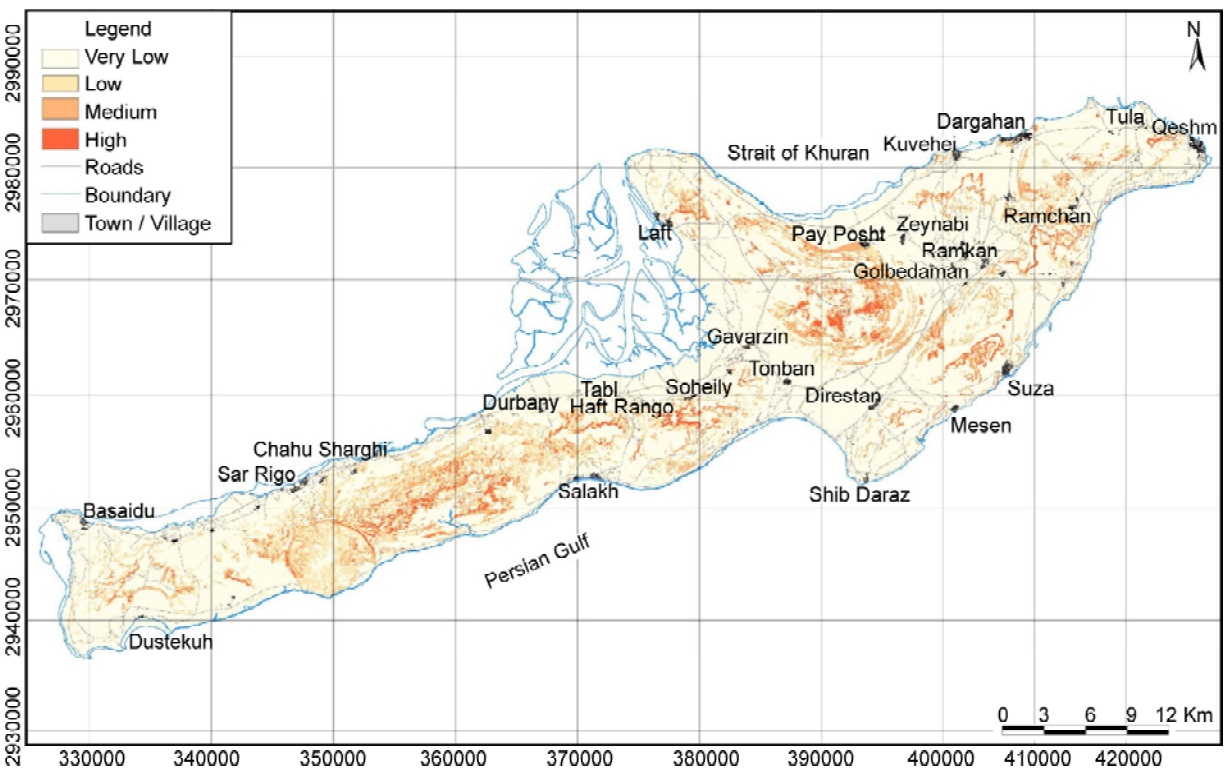 Legend
Very Low
Low
Medium
High
Roads
Boundary
Town / Village
N
Tula
Dargahan
Qeshm
Kuvehei
Strait of Khuran
Ramchan
Zeynabi
Laft
Pay Posht
Ramkan
Golbedaman
Gavarzin
Tonban
Soheily
Tabl
Suza
Direstan
Durbany
Haft Rango
Mesen
Chahu Sharghi
Sar Rigo
Salakh
Shib Daraz
Basaidu
Persian Gulf
Dustekuh
0 3 6 9 12 Km
2990000
2980000
2970000
2960000
2950000
2940000
2930000
330000 340000 350000 360000 370000 380000 390000 400000 410000 420000